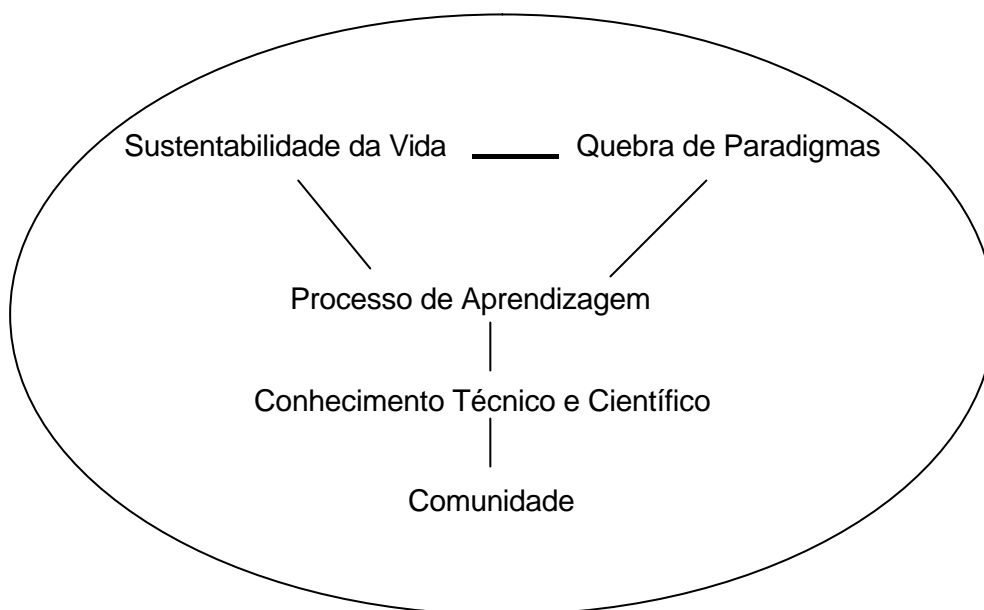 Sustentabilidade da Vida Quebra de Paradigmas
Processo de Aprendizagem
Conhecimento Técnico e Científico
Comunidade